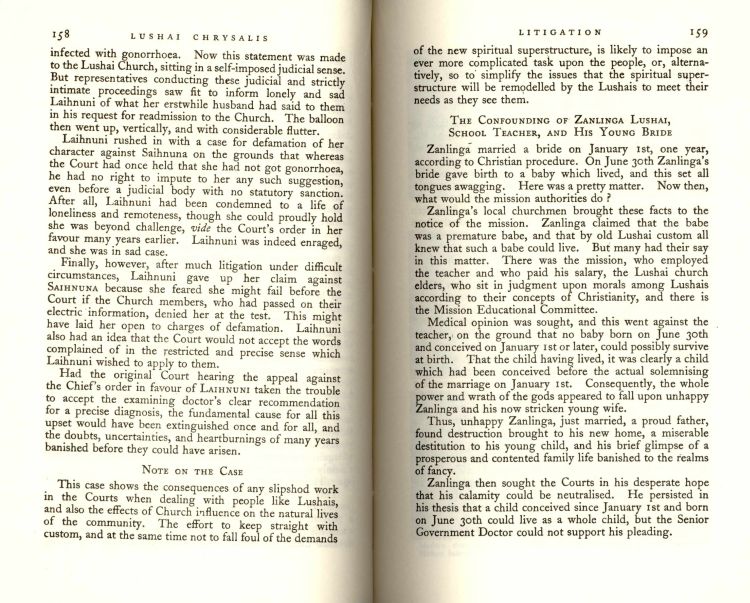 158 LUSHAI CHRYSALIS
infected with gonorrhoea. Now this statement was made
to the Lushai Church, sitting in a self-imposed judicial sense.
But representatives conducting these judicial and strictly
intimate proceedings saw fit to inform lonely and sad
Laihnuni of what her erstwhile husband had said to them
in his request for readmission to the Church. The balloon
then went up, vertically, and with considerable flutter.
Laihnuni rushed in with a case for defamation of her
character against Saihnuna on the grounds that whereas
the Court had once held that she had not got gonorrhoea,
he had no right to impute to her any such suggestion,
even before a judicial body with no statutory sanction.
After all, Laihnuni had been condemned to a life of
loneliness and remoteness, though she could proudly hold
she was beyond challenge, vide the Court's order in her
favour many years earlier. Laihnuni was indeed enraged,
and she was in sad case.
Finally, however, after much litigation under difficult
circumstances, Laihnuni gave up her claim against
SAIHNUNA because she feared she might fail before the
Court if the Church members, who had passed on their
electric information, denied her at the test. This might
have laid her open to charges of defamation. Laihnuni
also had an idea that the Court would not accept the words
complained of in the restricted and precise sense which
Laihnuni wished to apply to them.
Had the original Court hearing the appeal against
the Chief's order in favour of LAIHNUNI taken the trouble
to accept the examining doctor's clear recommendation
for a precise diagnosis, the fundamental cause for all this
upset would have been extinguished once and for all, and
the doubts, uncertainties, and heartburnings of many years
banished before they could have arisen.
NOTE ON THE CASE
This case shows the consequences of any slipshod work
in the Courts when dealing with people like Lushais,
and also the effects of Church influence on the natural lives
of the community. The effort to keep straight with
custom, and at the same time not to fall foul of the demands
LITIGATION 159
of the new spiritual superstructure, is likely to impose an
ever more complicated task upon the people, or, alterna-
tively, so to simplify the issues that the spiritual super-
structure will be remodelled by the Lushais to meet their
needs as they see them.
THE CONFOUNDING OF ZANLINGA LUSHAI,
SCHOOL TEACHER, AND HIS YOUNG BRIDE
Zanlinga married a bride on January 1st, one year,
according to Christian procedure. On June 30th Zanlinga's
bride gave birth to a baby which lived, and this set all
tongues awagging. Here was a pretty matter. Now then,
what would the mission authorities do ?
Zanlinga's local churchmen brought these facts to the
notice of the mission. Zanlinga claimed that the babe
was a premature babe, and that by old Lushai custom all
knew that such a babe could live. But many had their say
in this matter. There was the mission, who employed
the teacher and who paid his salary, the Lushai church
elders, who sit in judgment upon morals among Lushais
according to their concepts of Christianity, and there is
the Mission Educational Committee.
Medical opinion was sought, and this went against the
teacher, on the ground that no baby born on June 30th
and conceived on January 1st or later, could possibly survive
at birth. That the child having lived, it was clearly a child
which had been conceived before the actual solemnising
of the marriage on January 1st. Consequently, the whole
power and wrath of the gods appeared to fall upon unhappy
Zanlinga and his now stricken young wife.
Thus, unhappy Zanlinga, just married, a proud father,
found destruction brought to his new home, a miserable
destitution to his young child, and his brief glimpse of a
prosperous and contented family life banished to the realms
of fancy.
Zanlinga then sought the Courts in his desperate hope
that his calamity could be neutralised. He persisted in
his thesis that a child conceived since January 1st and born
on June 30th could live as a whole child, but the Senior
Government Doctor could not support his pleading.